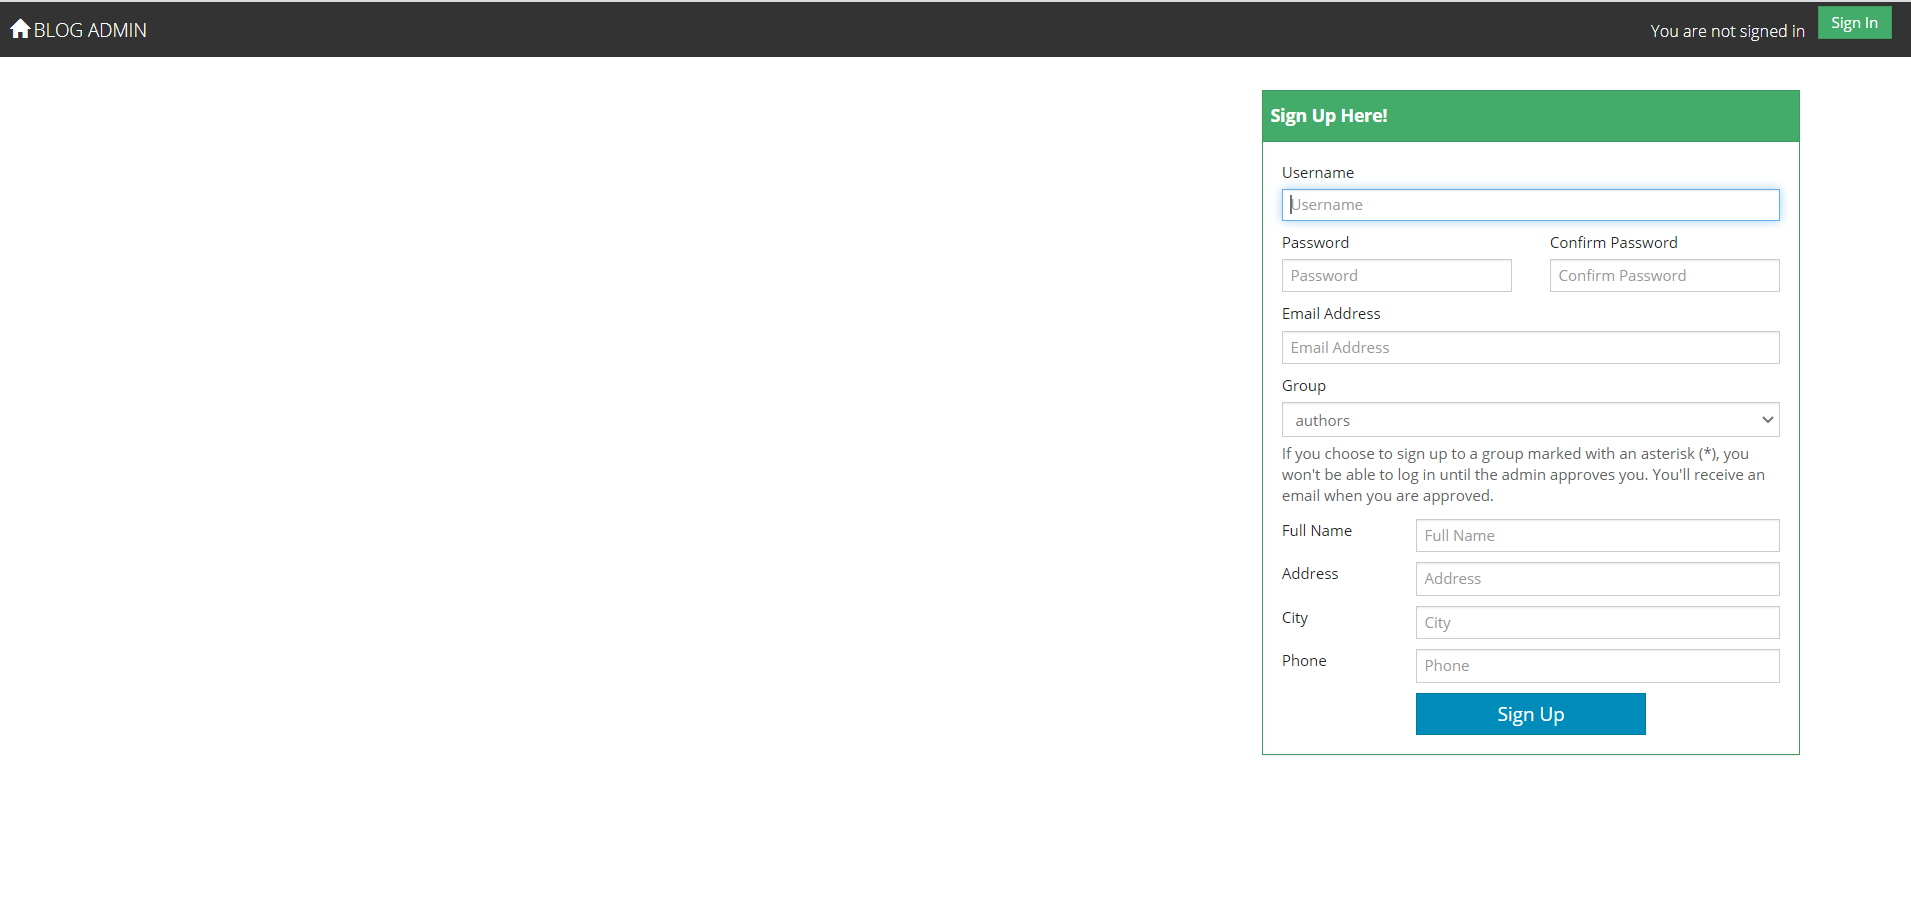 BLOG ADMIN
You are not signed in
Sign In
Sign Up Here!
Username
Username
Password
Confirm Password
Password
Confirm Password
Email Address
Email Address
Group
authors
If you choose to sign up to a group marked with an asterisk (*), you
won't be able to log in until the admin approves you. You'll receive an
email when you are approved.
Full Name
Full Name
Address
Address
City
City
Phone
Phone
Sign Up